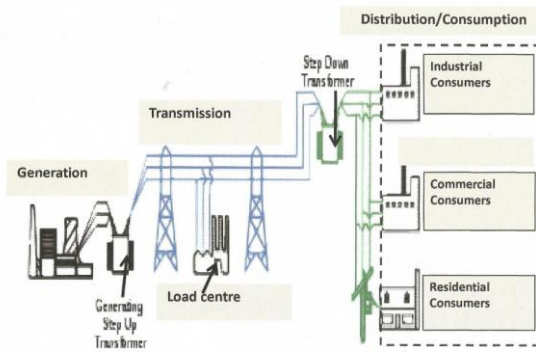 Distribution/Consumption
Step Down
Transformer
Industrial
Consumers
Transmission
Generation
Commercial
Consumers
Load centre
Generating
Step Up
Transformer
Residential
Consumers